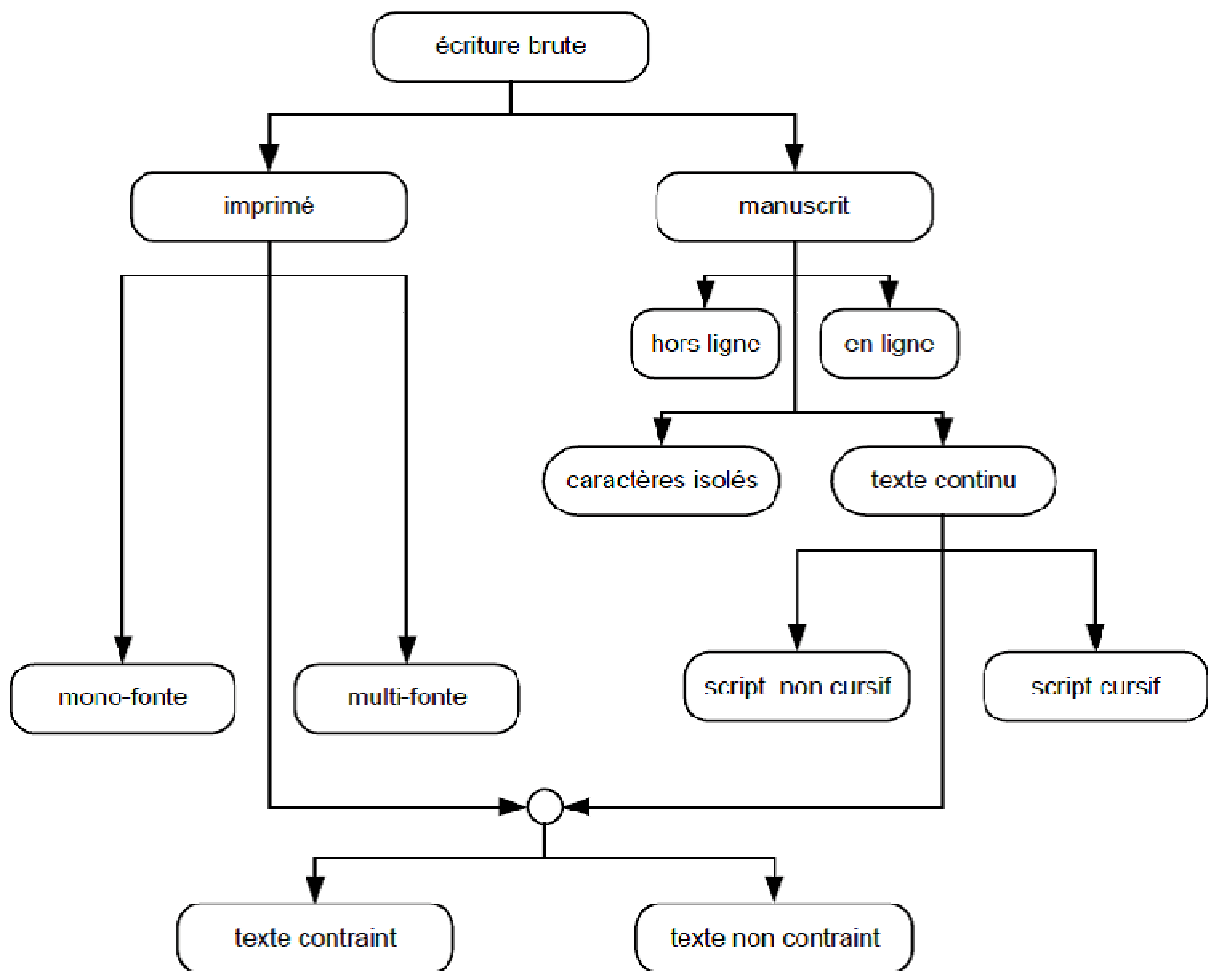 écriture brute
imprimé
manuscrit
hors ligne
en ligne
caractères isolés
texte continu
mono-fonte
multi-fonte
script non cursif
script cursif
texte contraint
texte non contraint